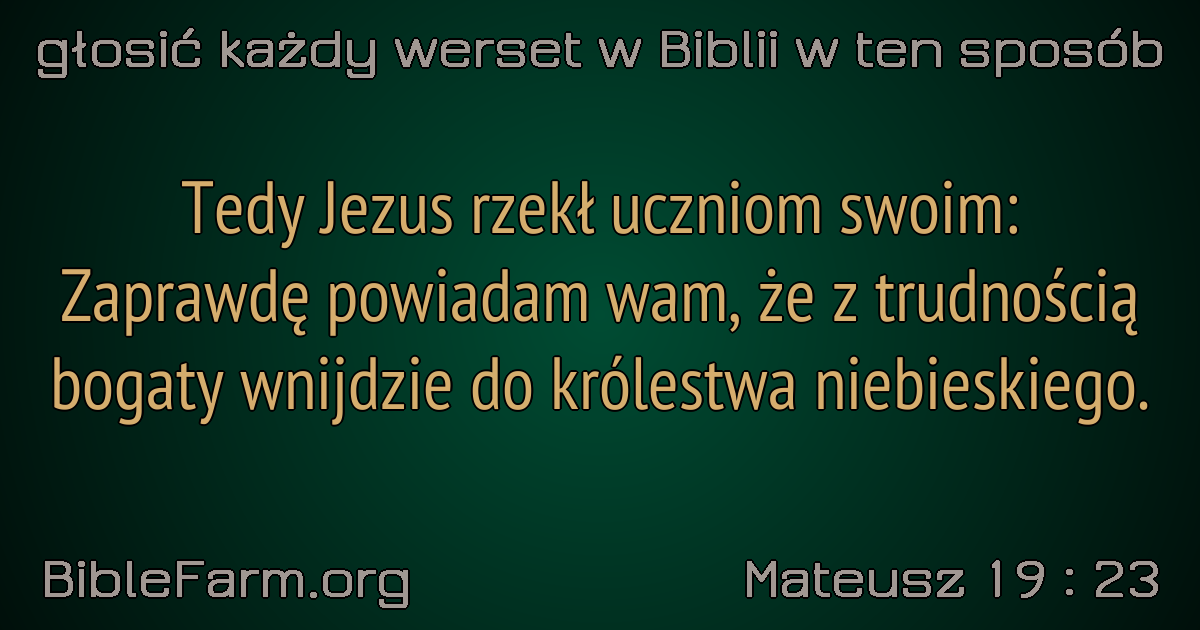 głosić każdy werset w Biblii w ten sposób
Tedy Jezus rzekł uczniom swoim:
Zaprawdę powiadam wam, że z trudnością
bogaty wnijdzie do królestwa niebieskiego.
BibleFarm.org
Mateusz 19 : 23